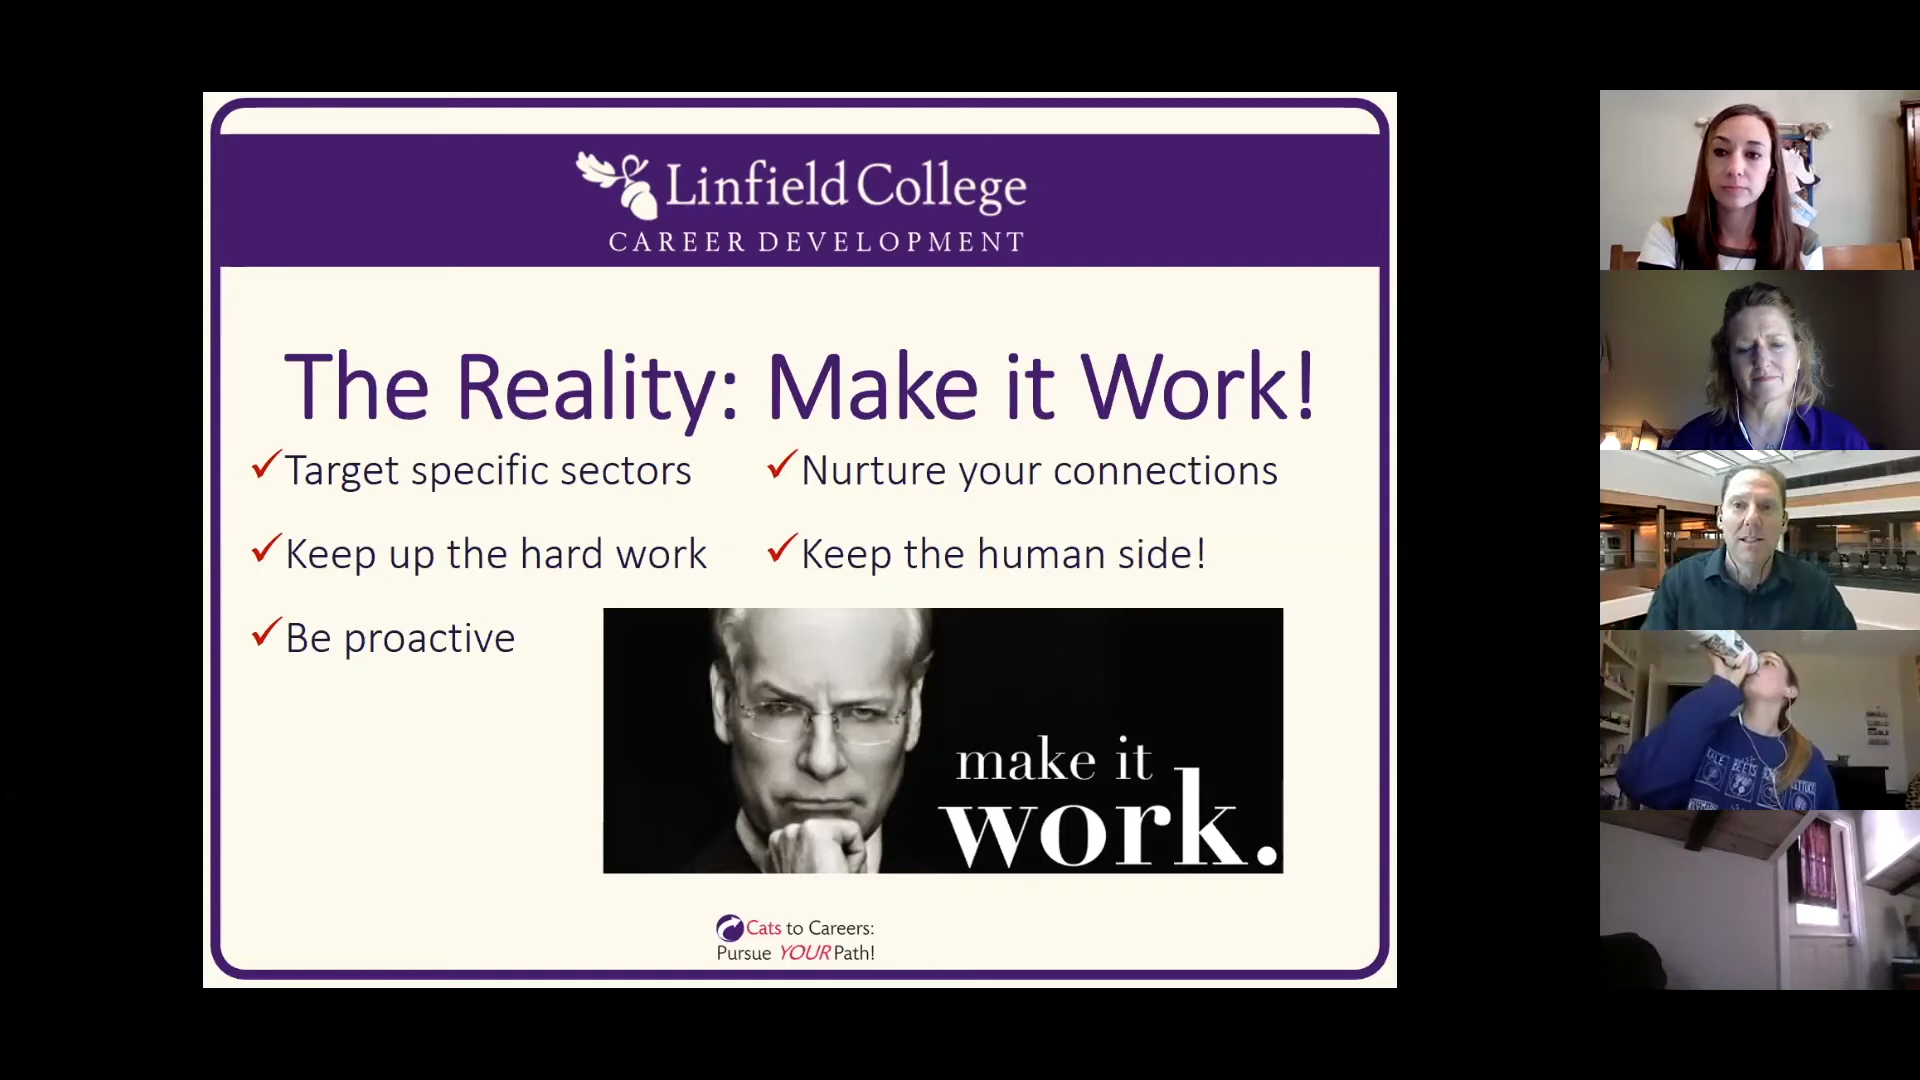 Linfield College
CAREER DEVELOPMENT
The Reality: Make it Work!
Target specific sectors
Keep up the hard work
Be proactive
Nurture your connections
Keep the human side!
make it
work.
Cats to Careers:
Pursue YOUR Path!
BEETS